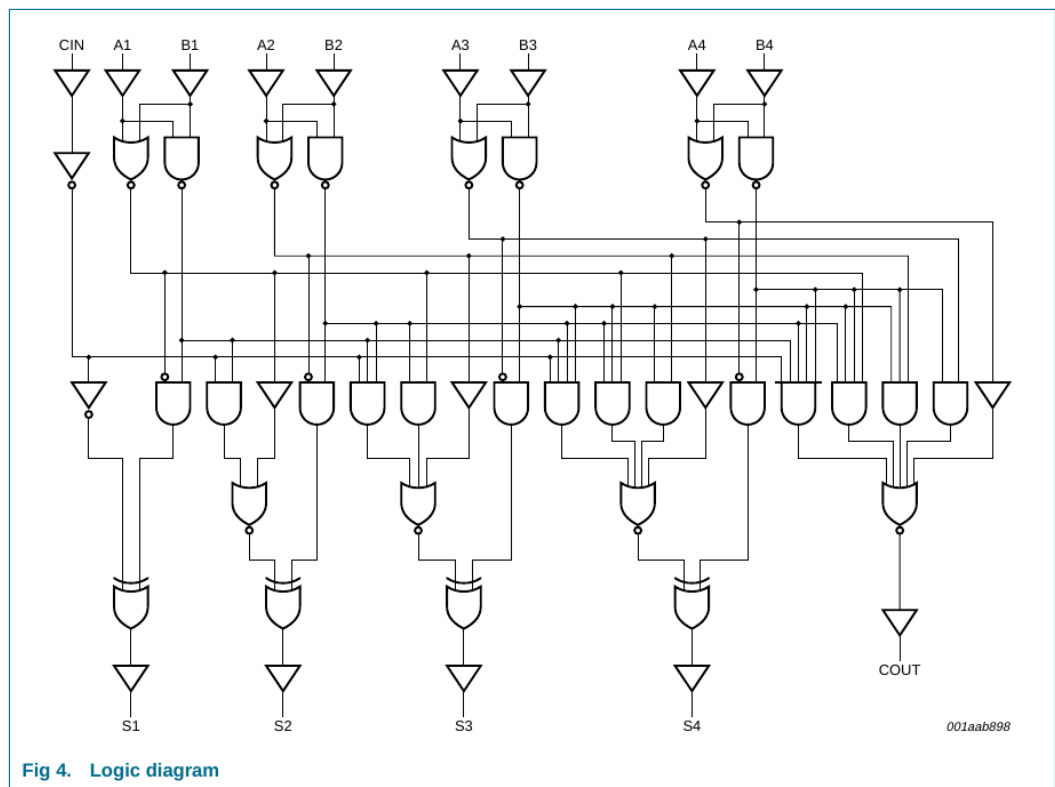 CIN A1 B1 A2 B2 A3 B3 A4 B4
COUT
S1 S2 S3 S4 001aab898
Fig 4. Logic diagram